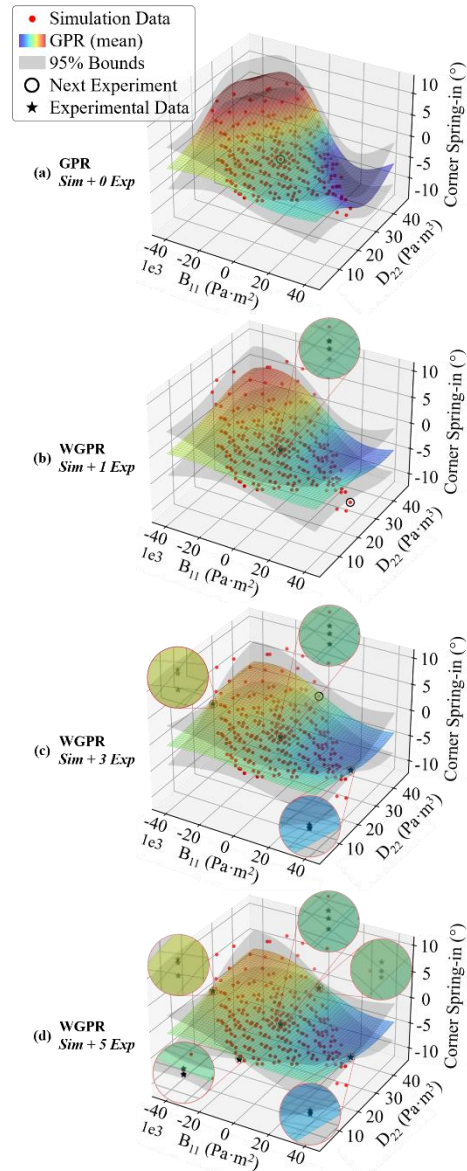 Simulation Data
GPR (mean)
95% Bounds
Next Experiment
Experimental Data
(a) GPR
Sim + 0 Exp
10
5
0
-5
-10
Corner Spring-in (°)
40
30
20
10
D₂₂ (Pa·m³)
-40
-20
0
20
40
1e3
B₁₁ (Pa·m²)
(b) WGPR
Sim + 1 Exp
10
5
0
-5
-10
Corner Spring-in (°)
40
30
20
10
D₂₂ (Pa·m³)
-40
-20
0
20
40
1e3
B₁₁ (Pa·m²)
(c) WGPR
Sim + 3 Exp
10
5
0
-5
-10
Corner Spring-in (°)
40
30
20
10
D₂₂ (Pa·m³)
-40
-20
0
20
40
1e3
B₁₁ (Pa·m²)
(d) WGPR
Sim + 5 Exp
10
5
0
-5
-10
Corner Spring-in (°)
40
30
20
10
D₂₂ (Pa·m³)
-40
-20
0
20
40
1e3
B₁₁ (Pa·m²)